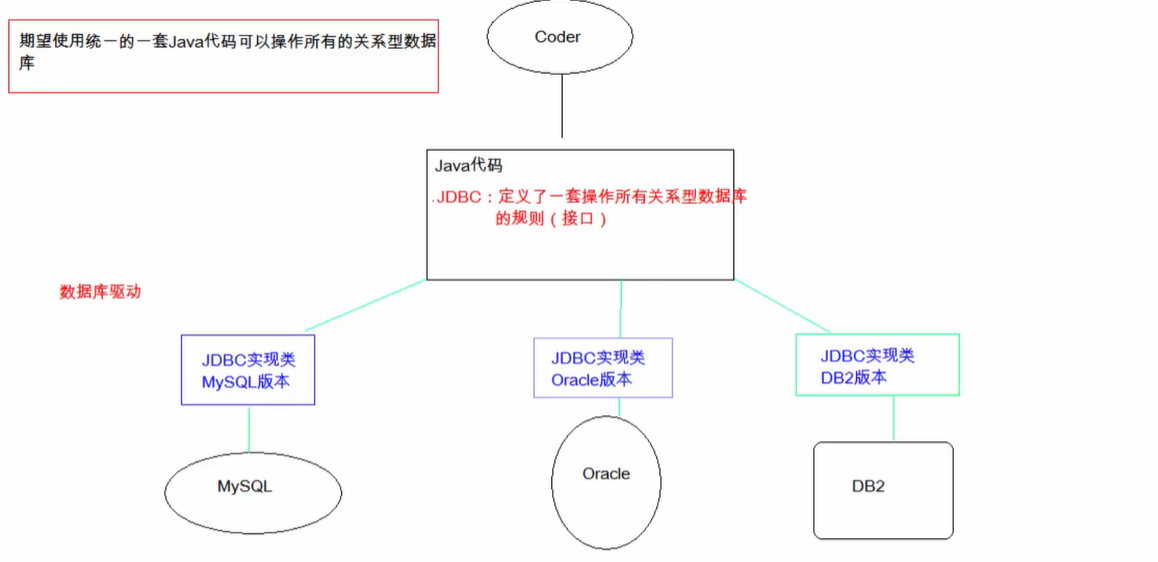 期望使用统一的一套Java代码可以操作所有的关系型数据
库
Coder
Java代码
.JDBC：定义了一套操作所有关系型数据库
的规则（接口）
数据库驱动
JDBC实现类
MySQL版本
JDBC实现类
Oracle版本
JDBC实现类
DB2版本
MySQL
Oracle
DB2